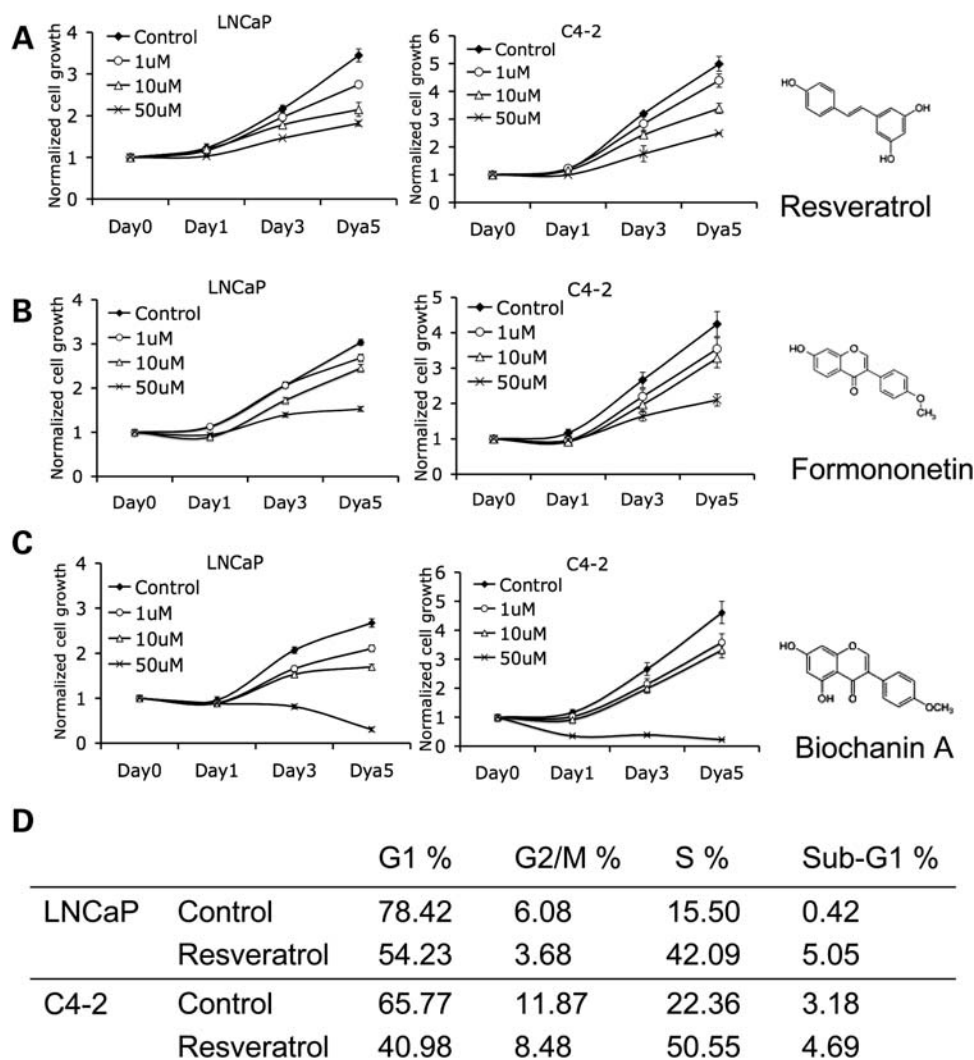 A
LNCaP
Normalized cell growth
4
3
2
1
0
Control
1uM
10uM
50uM
Day0 Day1 Day3 Dya5
C4-2
Normalized cell growth
6
5
4
3
2
1
0
Control
1uM
10uM
50uM
Day0 Day1 Day3 Dya5
HO
OH
HO
Resveratrol
B
LNCaP
Normalized cell growth
4
3
2
1
0
Control
1uM
10uM
50uM
Day0 Day1 Day3 Dya5
C4-2
Normalized cell growth
5
4
3
2
1
0
Control
1uM
10uM
50uM
Day0 Day1 Day3 Dya5
HO
O
O
O
CH3
Formononetin
C
LNCaP
Normalized cell growth
4
3
2
1
0
Control
1uM
10uM
50uM
Day0 Day1 Day3 Dya5
C4-2
Normalized cell growth
6
5
4
3
2
1
0
Control
1uM
10uM
50uM
Day0 Day1 Day3 Dya5
HO
O
OH
O
OCH3
Biochanin A
D
G1 % G2/M % S % Sub-G1 %
LNCaP Control 78.42 6.08 15.50 0.42
Resveratrol 54.23 3.68 42.09 5.05
C4-2 Control 65.77 11.87 22.36 3.18
Resveratrol 40.98 8.48 50.55 4.69